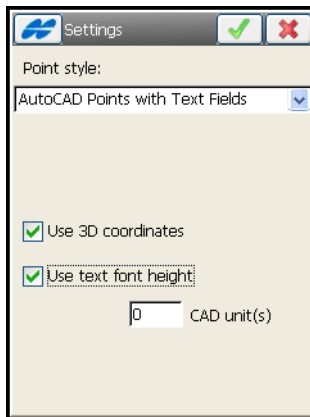 Settings
Point style:
AutoCAD Points with Text Fields
Use 3D coordinates
Use text font height
0 CAD unit(s)